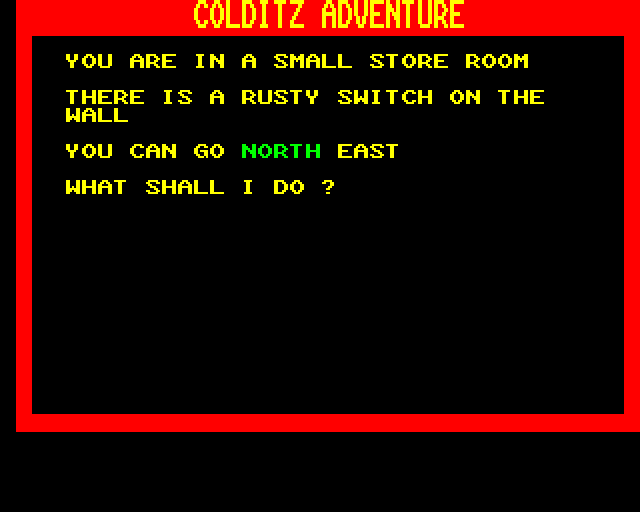 COLDITZ ADVENTURE
YOU ARE IN A SMALL STORE ROOM
THERE IS A RUSTY SWITCH ON THE
WALL
YOU CAN GO NORTH EAST
WHAT SHALL I DO ?